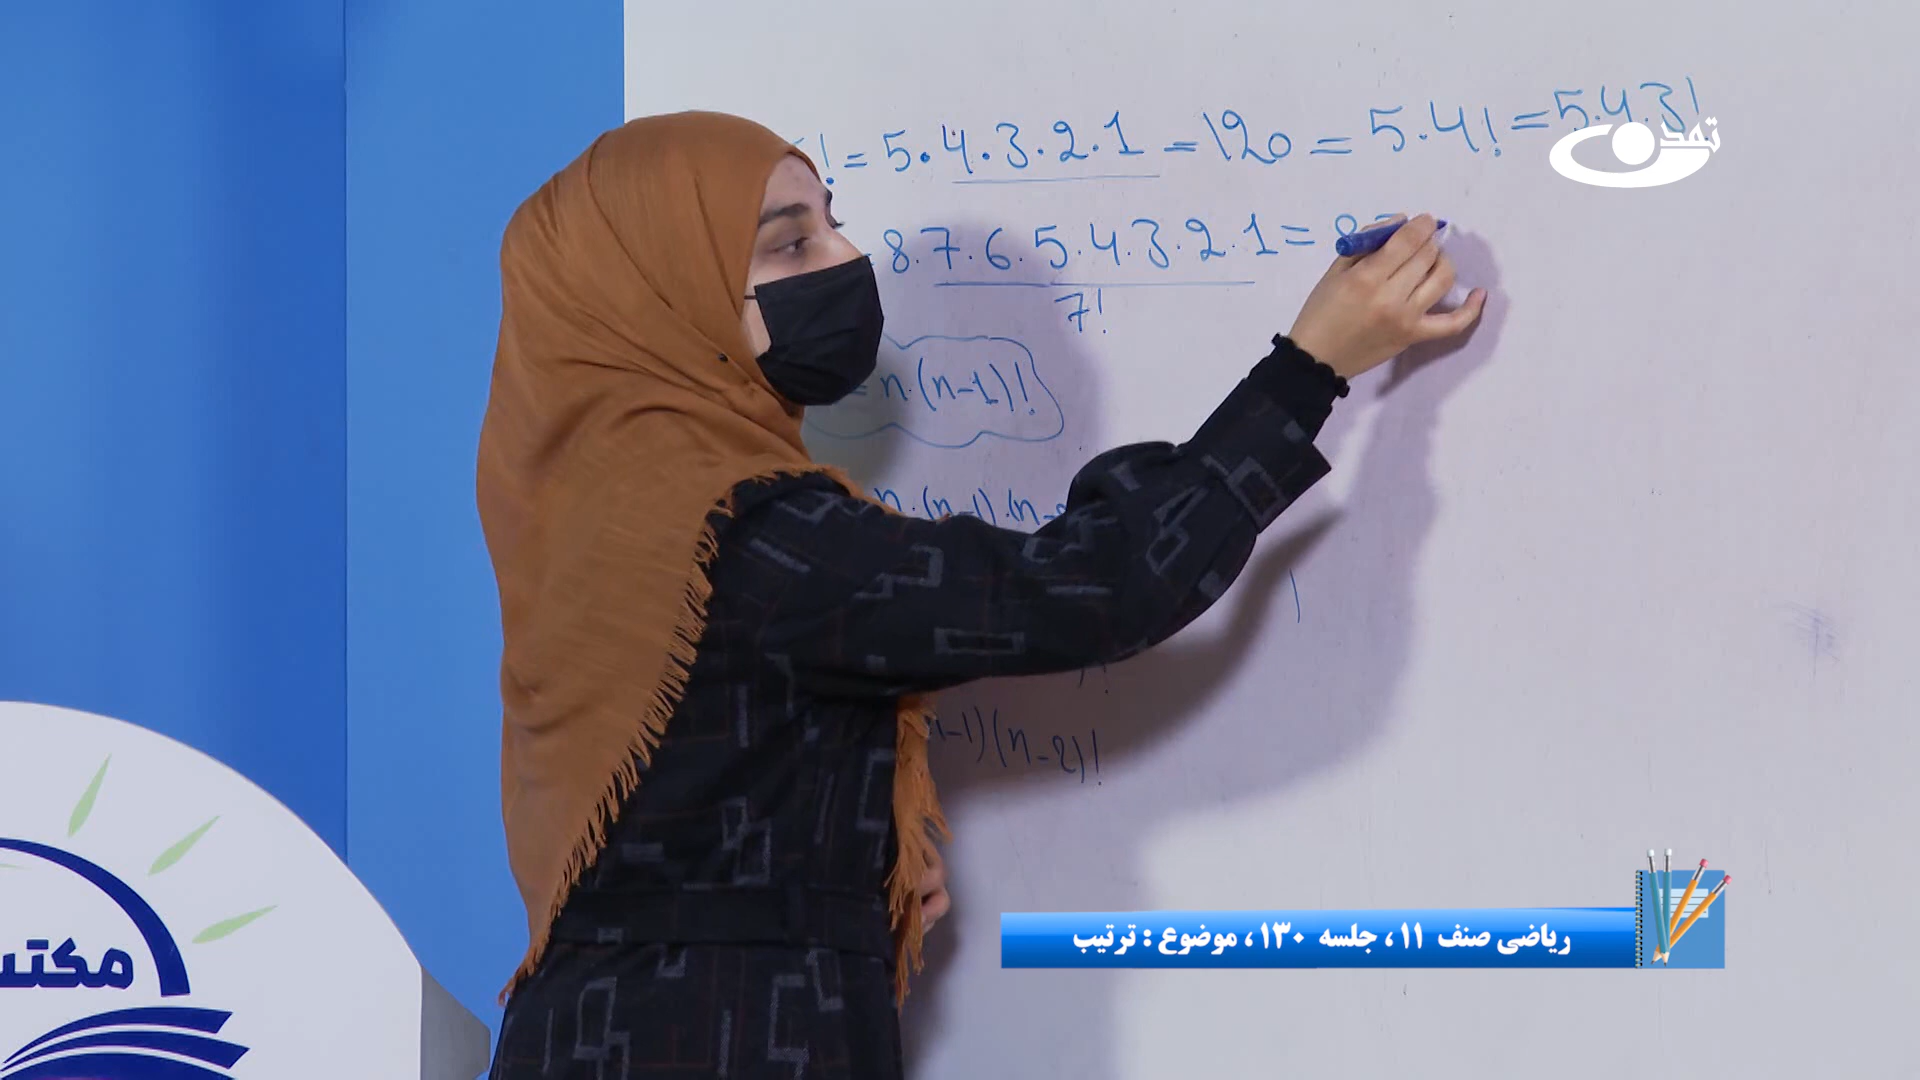 ! = 5.4.3.2.1 = 120 = 5.4! = 5.4.3!
تمدن
= 8.7.6.5.4.3.2.1 = 8.
7!
= n.(n-1)!
n.(n-1).(n-
n-1)(n-2)!
ریاضی صنف ۱۱، جلسه ۱۳۰، موضوع : ترتیب